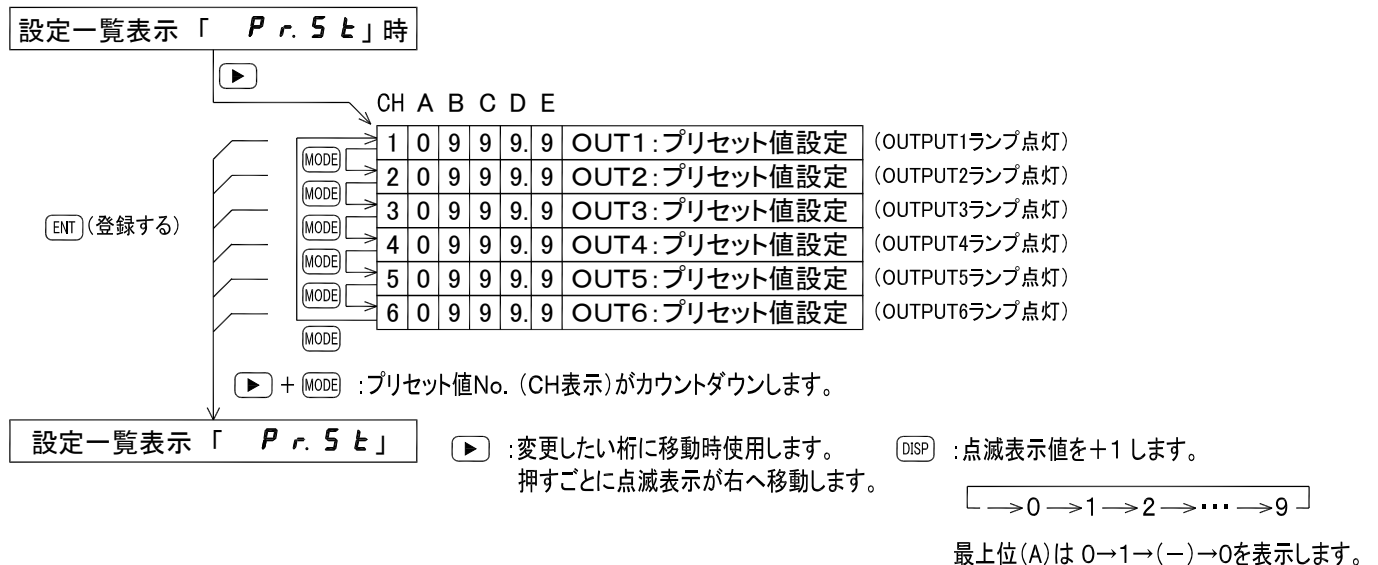 設定一覧表示「 Pr.St」時
▶
CH A B C D E
1 0 9 9 9. 9 OUT1:プリセット値設定 (OUTPUT1ランプ点灯)
MODE
2 0 9 9 9. 9 OUT2:プリセット値設定 (OUTPUT2ランプ点灯)
MODE
3 0 9 9 9. 9 OUT3:プリセット値設定 (OUTPUT3ランプ点灯)
ENT (登録する)
MODE
4 0 9 9 9. 9 OUT4:プリセット値設定 (OUTPUT4ランプ点灯)
MODE
5 0 9 9 9. 9 OUT5:プリセット値設定 (OUTPUT5ランプ点灯)
MODE
6 0 9 9 9. 9 OUT6:プリセット値設定 (OUTPUT6ランプ点灯)
MODE
▶ + MODE :プリセット値No. (CH表示)がカウントダウンします。
設定一覧表示「 Pr.St」
▶ :変更したい桁に移動時使用します。
押すごとに点滅表示が右へ移動します。
DISP :点滅表示値を+1します。
→0→1→2→…→9
最上位(A)は 0→1→(-)→0を表示します。